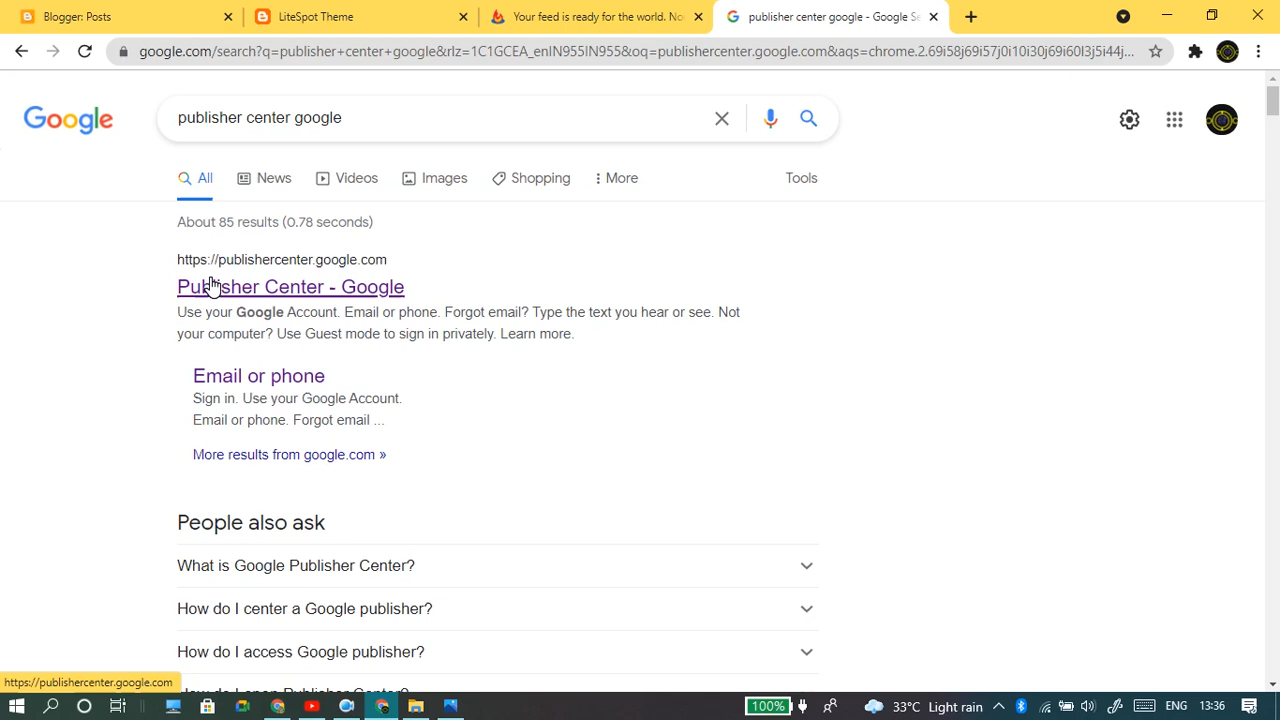 Blogger: Posts
LiteSpot Theme
Your feed is ready for the world. No
publisher center google - Google Se
google.com/search?q=publisher+center+google&rlz=1C1GCEA_enIN955IN955&oq=publishercenter.google.com&aqs=chrome.2.69i58j69i57j0i10i30j69i60l3j5i44j...
Google
publisher center google
All
News
Videos
Images
Shopping
More
Tools
About 85 results (0.78 seconds)
https://publishercenter.google.com
Publisher Center - Google
Use your Google Account. Email or phone. Forgot email? Type the text you hear or see. Not
your computer? Use Guest mode to sign in privately. Learn more.
Email or phone
Sign in. Use your Google Account.
Email or phone. Forgot email ...
More results from google.com »
People also ask
What is Google Publisher Center?
How do I center a Google publisher?
How do I access Google publisher?
How do I open Publisher Center?
https://publishercenter.google.com
100%
33°C Light rain
ENG
13:36